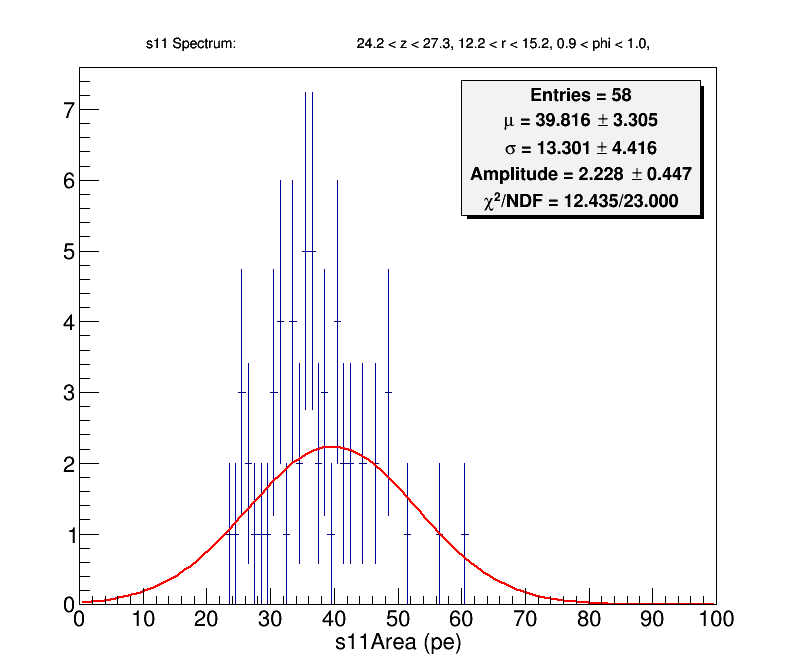 s11 Spectrum: 24.2 < z < 27.3, 12.2 < r < 15.2, 0.9 < phi < 1.0,
Entries = 58
μ = 39.816 ± 3.305
σ = 13.301 ± 4.416
Amplitude = 2.228 ± 0.447
χ²/NDF = 12.435/23.000
7
6
5
4
3
2
1
0
0 10 20 30 40 50 60 70 80 90 100
s11Area (pe)